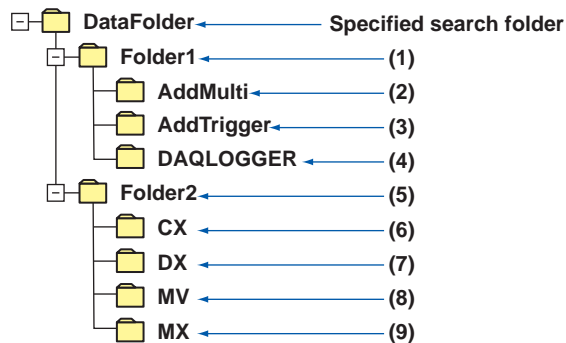 DataFolder Specified search folder
Folder1 (1)
AddMulti (2)
AddTrigger (3)
DAQLOGGER (4)
Folder2 (5)
CX (6)
DX (7)
MV (8)
MX (9)